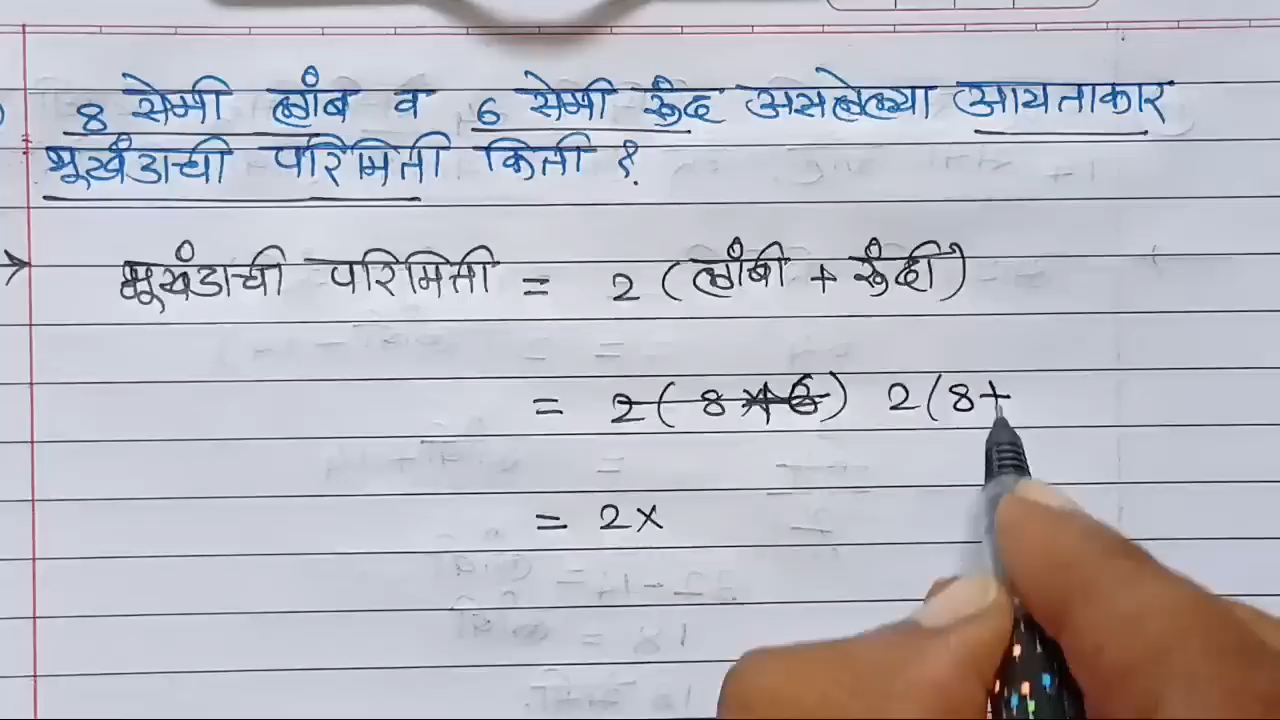 8 सेमी लांब व 6 सेमी रुंद असलेल्या आयताकार
भूखंडाची परिमिती किती ?
भूखंडाची परिमिती = 2 (लांबी + रुंदी)
= 2 ( 8 + 6 ) 2 ( 8 +
= 2 ×